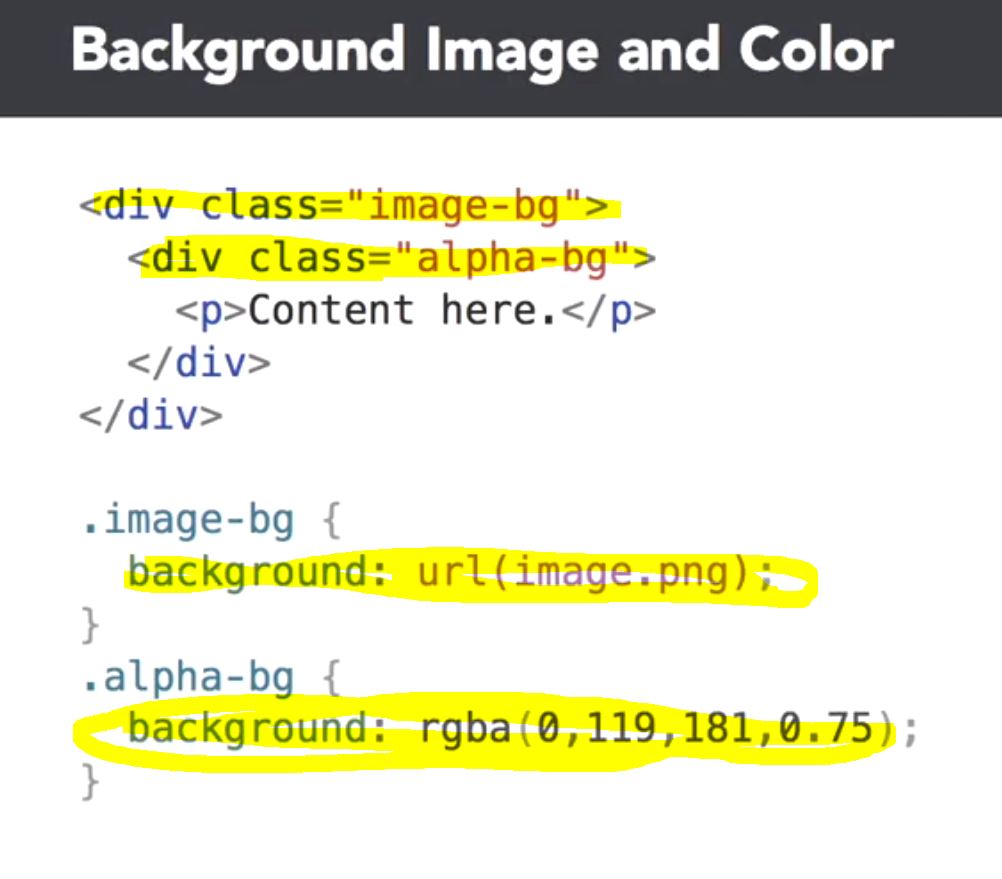 Background Image and Color
<div class="image-bg">
<div class="alpha-bg">
<p>Content here.</p>
</div>
</div>
.image-bg {
background: url(image.png);
}
.alpha-bg {
background: rgba(0,119,181,0.75);
}